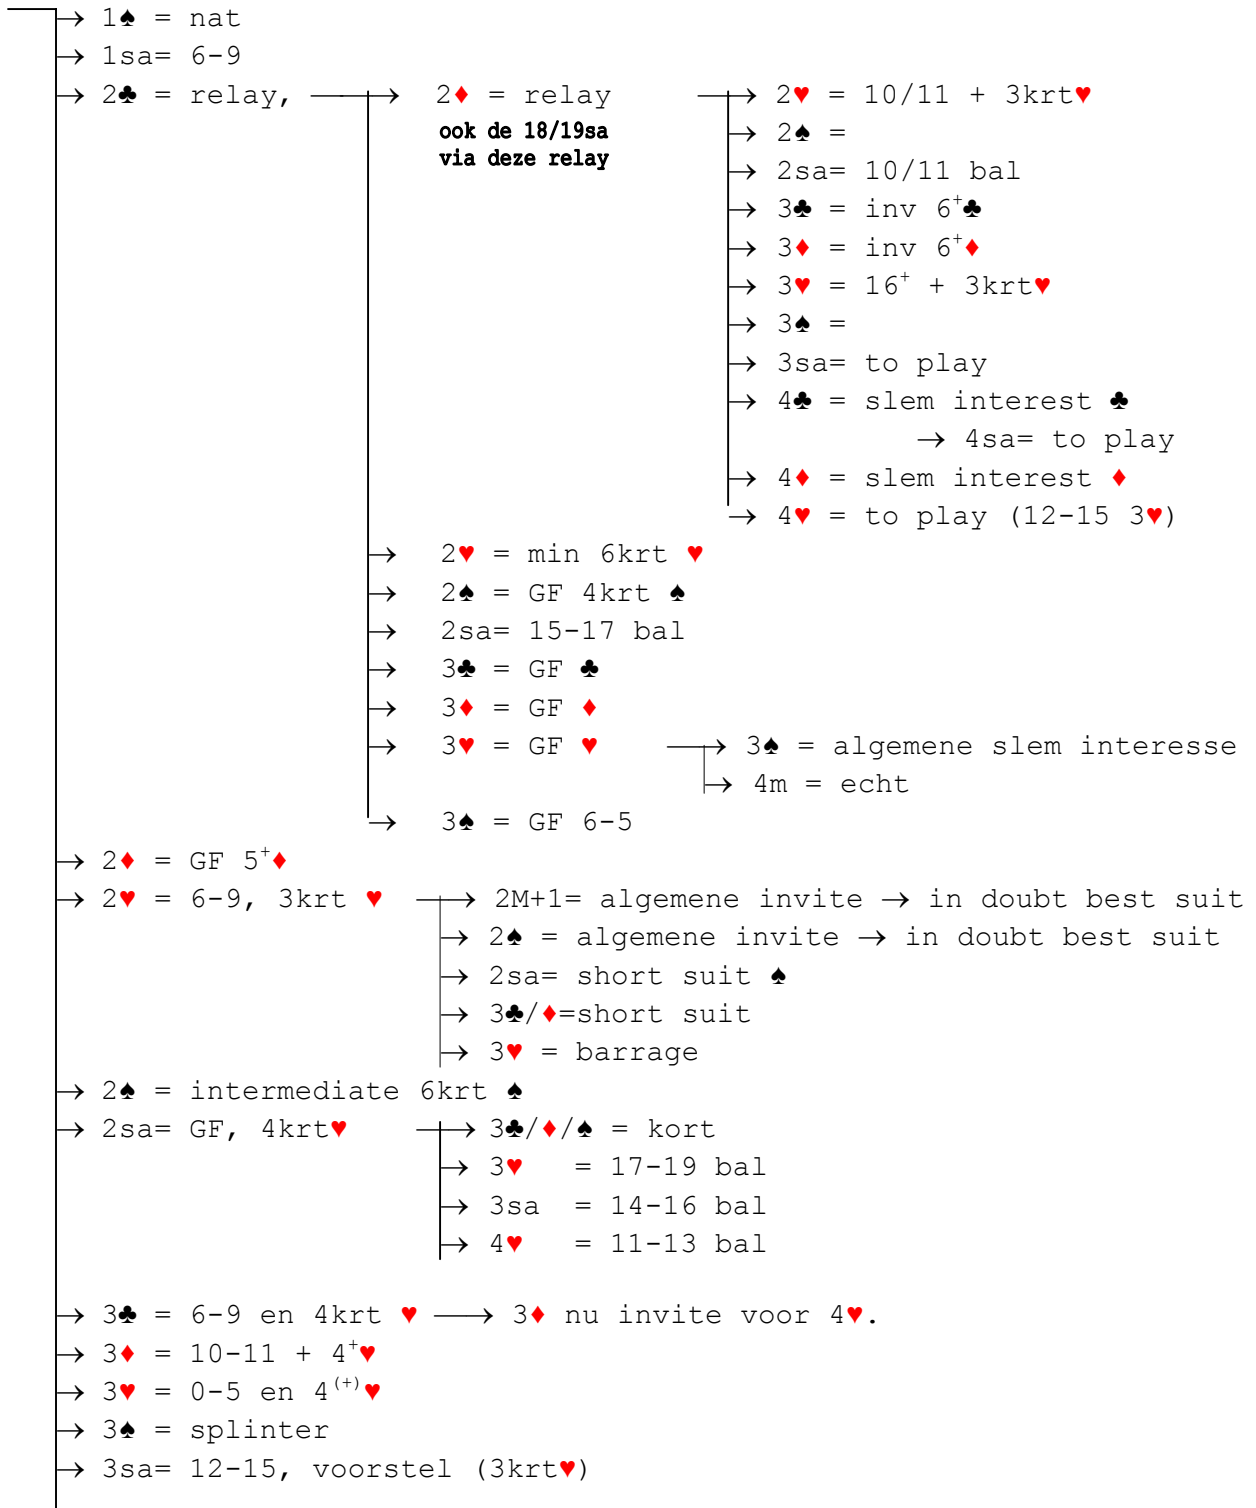 → 1♠ = nat
→ 1sa= 6-9
→ 2♣ = relay, → 2♦ = relay → 2♥ = 10/11 + 3krt♥
ook de 18/19sa → 2♠ =
via deze relay → 2sa= 10/11 bal
→ 3♣ = inv 6⁺♣
→ 3♦ = inv 6⁺♦
→ 3♥ = 16⁺ + 3krt♥
→ 3♠ =
→ 3sa= to play
→ 4♣ = slem interest ♣
→ 4sa= to play
→ 4♦ = slem interest ♦
→ 4♥ = to play (12-15 3♥)
→ 2♥ = min 6krt ♥
→ 2♠ = GF 4krt ♠
→ 2sa= 15-17 bal
→ 3♣ = GF ♣
→ 3♦ = GF ♦
→ 3♥ = GF ♥ → 3♠ = algemene slem interesse
→ 4m = echt
→ 3♠ = GF 6-5
→ 2♦ = GF 5⁺♦
→ 2♥ = 6-9, 3krt ♥ → 2M+1= algemene invite → in doubt best suit
→ 2♠ = algemene invite → in doubt best suit
→ 2sa= short suit ♠
→ 3♣/♦=short suit
→ 3♥ = barrage
→ 2♠ = intermediate 6krt ♠
→ 2sa= GF, 4krt♥ → 3♣/♦/♠ = kort
→ 3♥ = 17-19 bal
→ 3sa = 14-16 bal
→ 4♥ = 11-13 bal
→ 3♣ = 6-9 en 4krt ♥ → 3♦ nu invite voor 4♥.
→ 3♦ = 10-11 + 4⁺♥
→ 3♥ = 0-5 en 4⁽⁺⁾♥
→ 3♠ = splinter
→ 3sa= 12-15, voorstel (3krt♥)